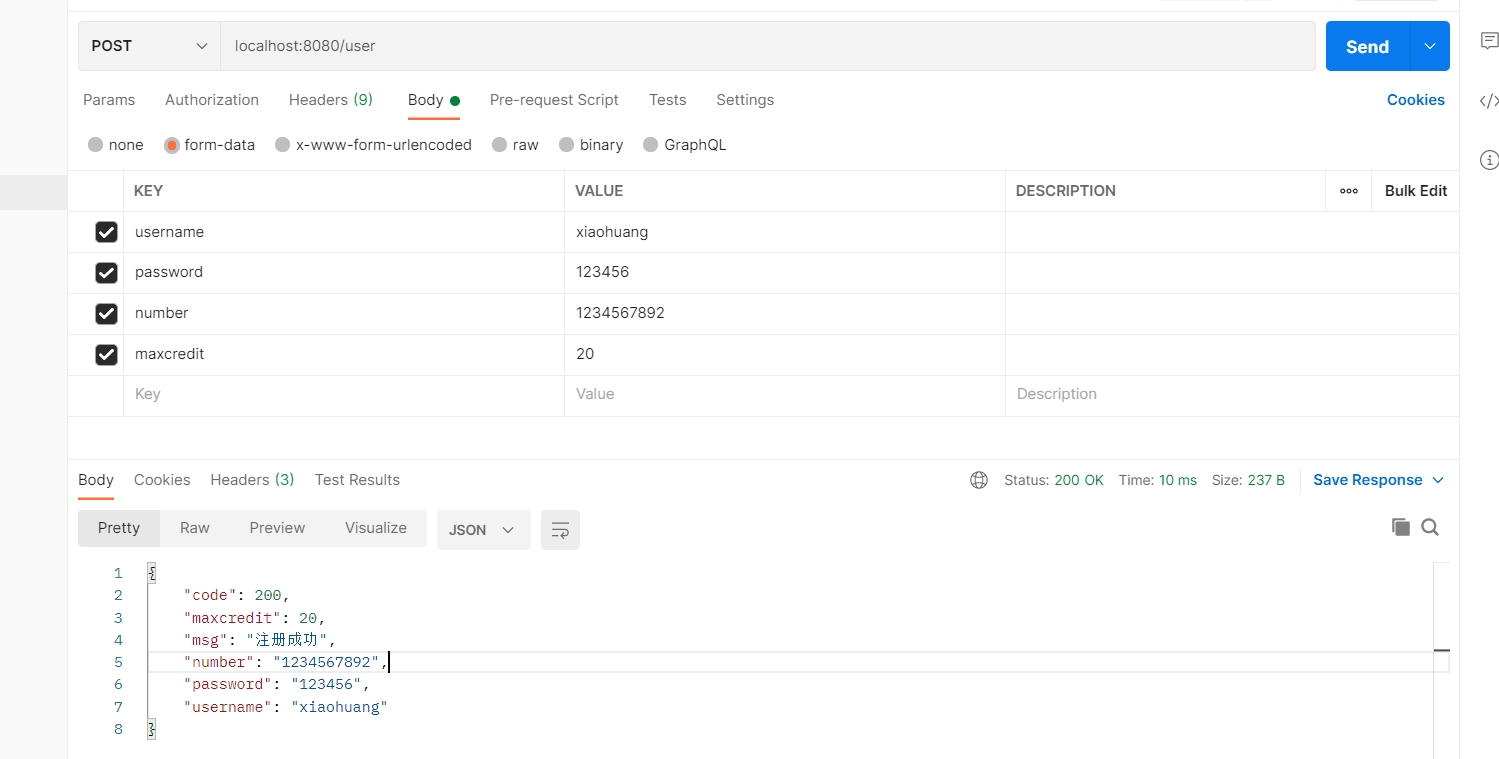 POST localhost:8080/user Send
Params Authorization Headers (9) Body Pre-request Script Tests Settings Cookies
none form-data x-www-form-urlencoded raw binary GraphQL
KEY VALUE DESCRIPTION Bulk Edit
username xiaohuang
password 123456
number 1234567892
maxcredit 20
Key Value Description
Body Cookies Headers (3) Test Results Status: 200 OK Time: 10 ms Size: 237 B Save Response
Pretty Raw Preview Visualize JSON
1 {
2 "code": 200,
3 "maxcredit": 20,
4 "msg": "注册成功",
5 "number": "1234567892",
6 "password": "123456",
7 "username": "xiaohuang"
8 }